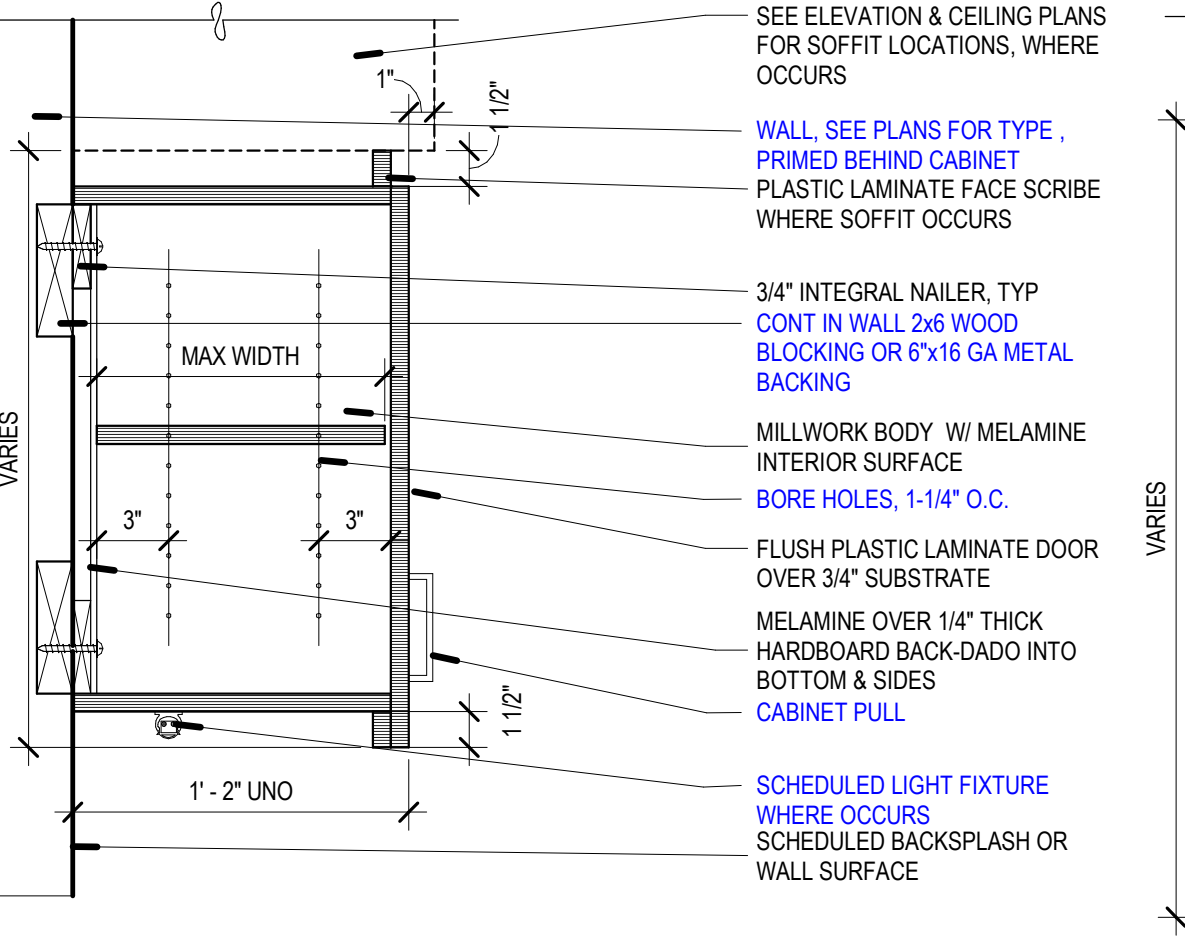 SEE ELEVATION & CEILING PLANS
FOR SOFFIT LOCATIONS, WHERE
OCCURS
1"
1 1/2"
WALL, SEE PLANS FOR TYPE ,
PRIMED BEHIND CABINET
PLASTIC LAMINATE FACE SCRIBE
WHERE SOFFIT OCCURS
3/4" INTEGRAL NAILER, TYP
CONT IN WALL 2x6 WOOD
BLOCKING OR 6"x16 GA METAL
BACKING
MAX WIDTH
VARIES
MILLWORK BODY W/ MELAMINE
INTERIOR SURFACE
BORE HOLES, 1-1/4" O.C.
3"
3"
VARIES
FLUSH PLASTIC LAMINATE DOOR
OVER 3/4" SUBSTRATE
MELAMINE OVER 1/4" THICK
HARDBOARD BACK-DADO INTO
BOTTOM & SIDES
CABINET PULL
1 1/2"
1' - 2" UNO
SCHEDULED LIGHT FIXTURE
WHERE OCCURS
SCHEDULED BACKSPLASH OR
WALL SURFACE